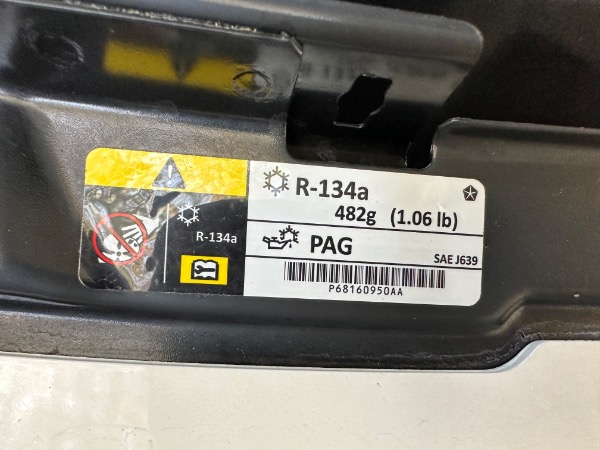 R-134a
482g (1.06 lb)
R-134a
PAG
SAE J639
P68160950AA